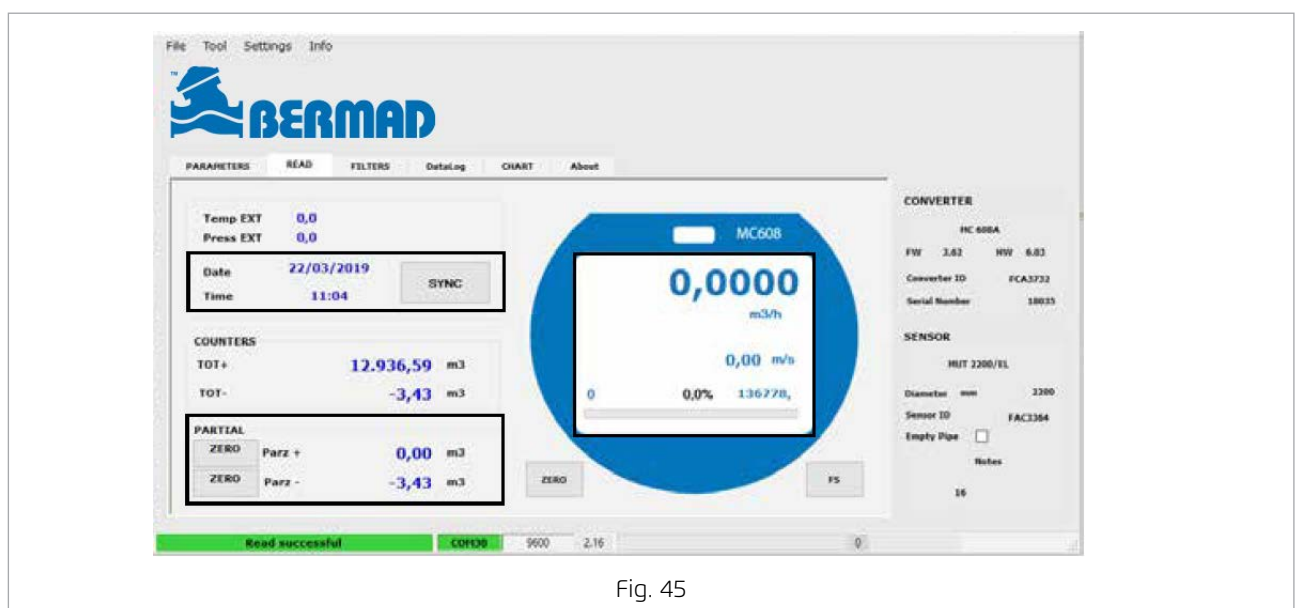 File Tool Settings Info
TM
BERMAD
PARAMETERS READ FILTERS DataLog CHART About
Temp EXT 0,0
Press EXT 0,0
Date 22/03/2019
Time 11:04
SYNC
COUNTERS
TOT+ 12.936,59 m3
TOT- -3,43 m3
PARTIAL
ZERO Parz + 0,00 m3
ZERO Parz - -3,43 m3
MC608
0,0000
m3/h
0,00 m/s
0 0,0% 136778,
ZERO FS
CONVERTER
MC 608A
FW 3.62 HW 6.03
Converter ID FCA3732
Serial Number 18035
SENSOR
MUT 2200/EL
Diameter mm 2200
Sensor ID FAC3364
Empty Pipe
Notes
16
Read successful COM30 9600 2.16 0
Fig. 45